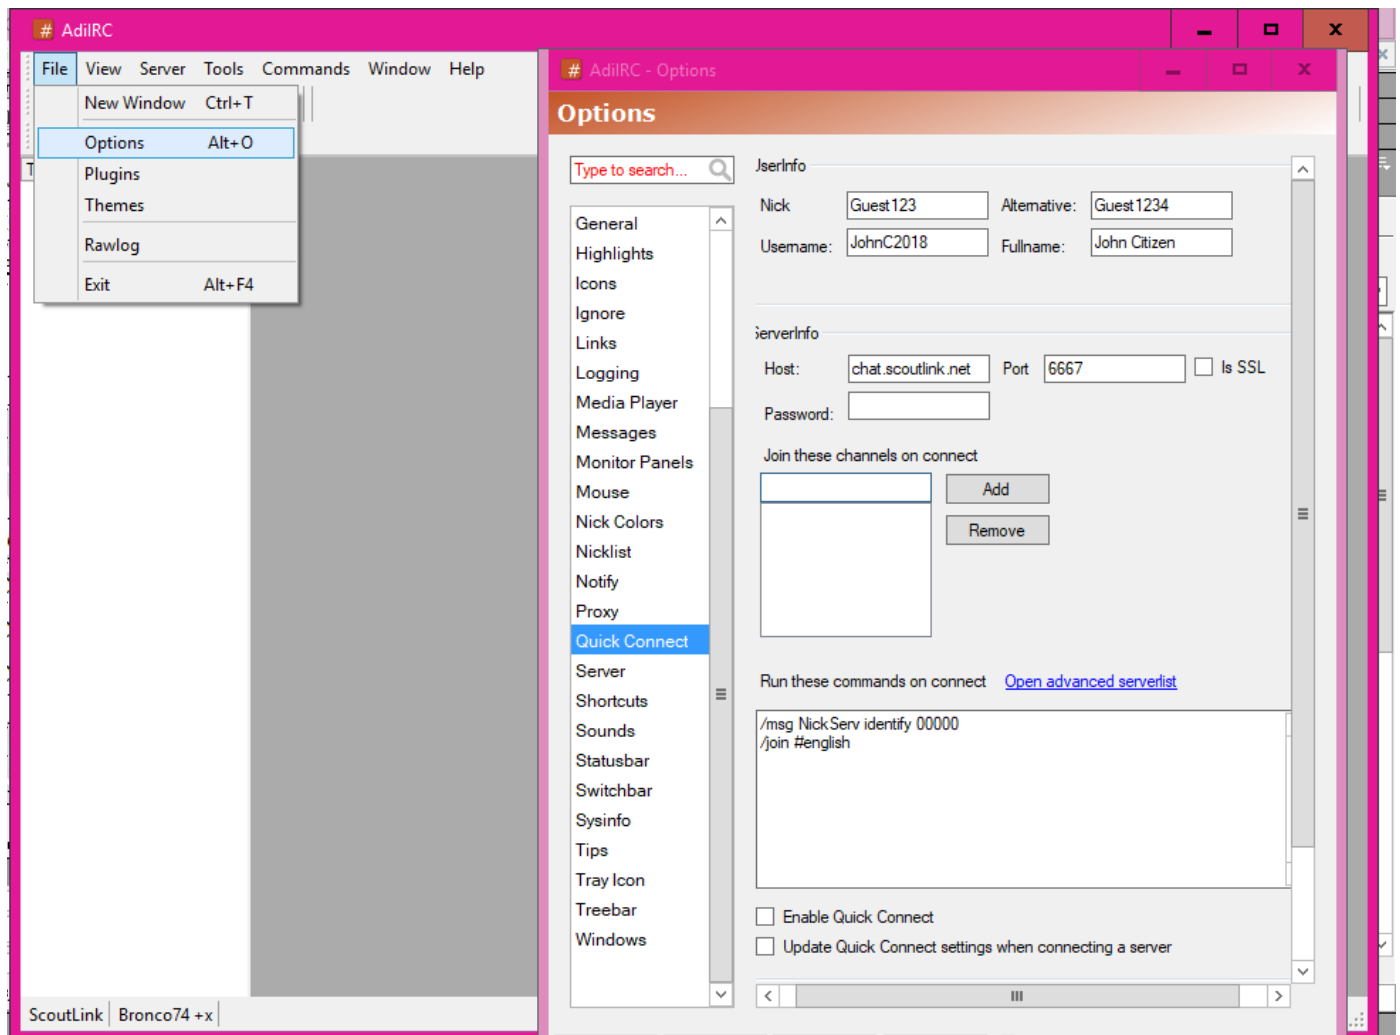 # AdiIRC
File View Server Tools Commands Window Help
New Window Ctrl+T
Options Alt+O
Plugins
Themes
Rawlog
Exit Alt+F4
T
ScoutLink Bronco74 +x
# AdiIRC - Options
Options
Type to search...
General
Highlights
Icons
Ignore
Links
Logging
Media Player
Messages
Monitor Panels
Mouse
Nick Colors
Nicklist
Notify
Proxy
Quick Connect
Server
Shortcuts
Sounds
Statusbar
Switchbar
Sysinfo
Tips
Tray Icon
Treebar
Windows
UserInfo
Nick Guest123 Alternative: Guest1234
Username: JohnC2018 Fullname: John Citizen
ServerInfo
Host: chat.scoutlink.net Port 6667 Is SSL
Password:
Join these channels on connect
Add
Remove
Run these commands on connect Open advanced serverlist
/msg NickServ identify 00000
/join #english
Enable Quick Connect
Update Quick Connect settings when connecting a server